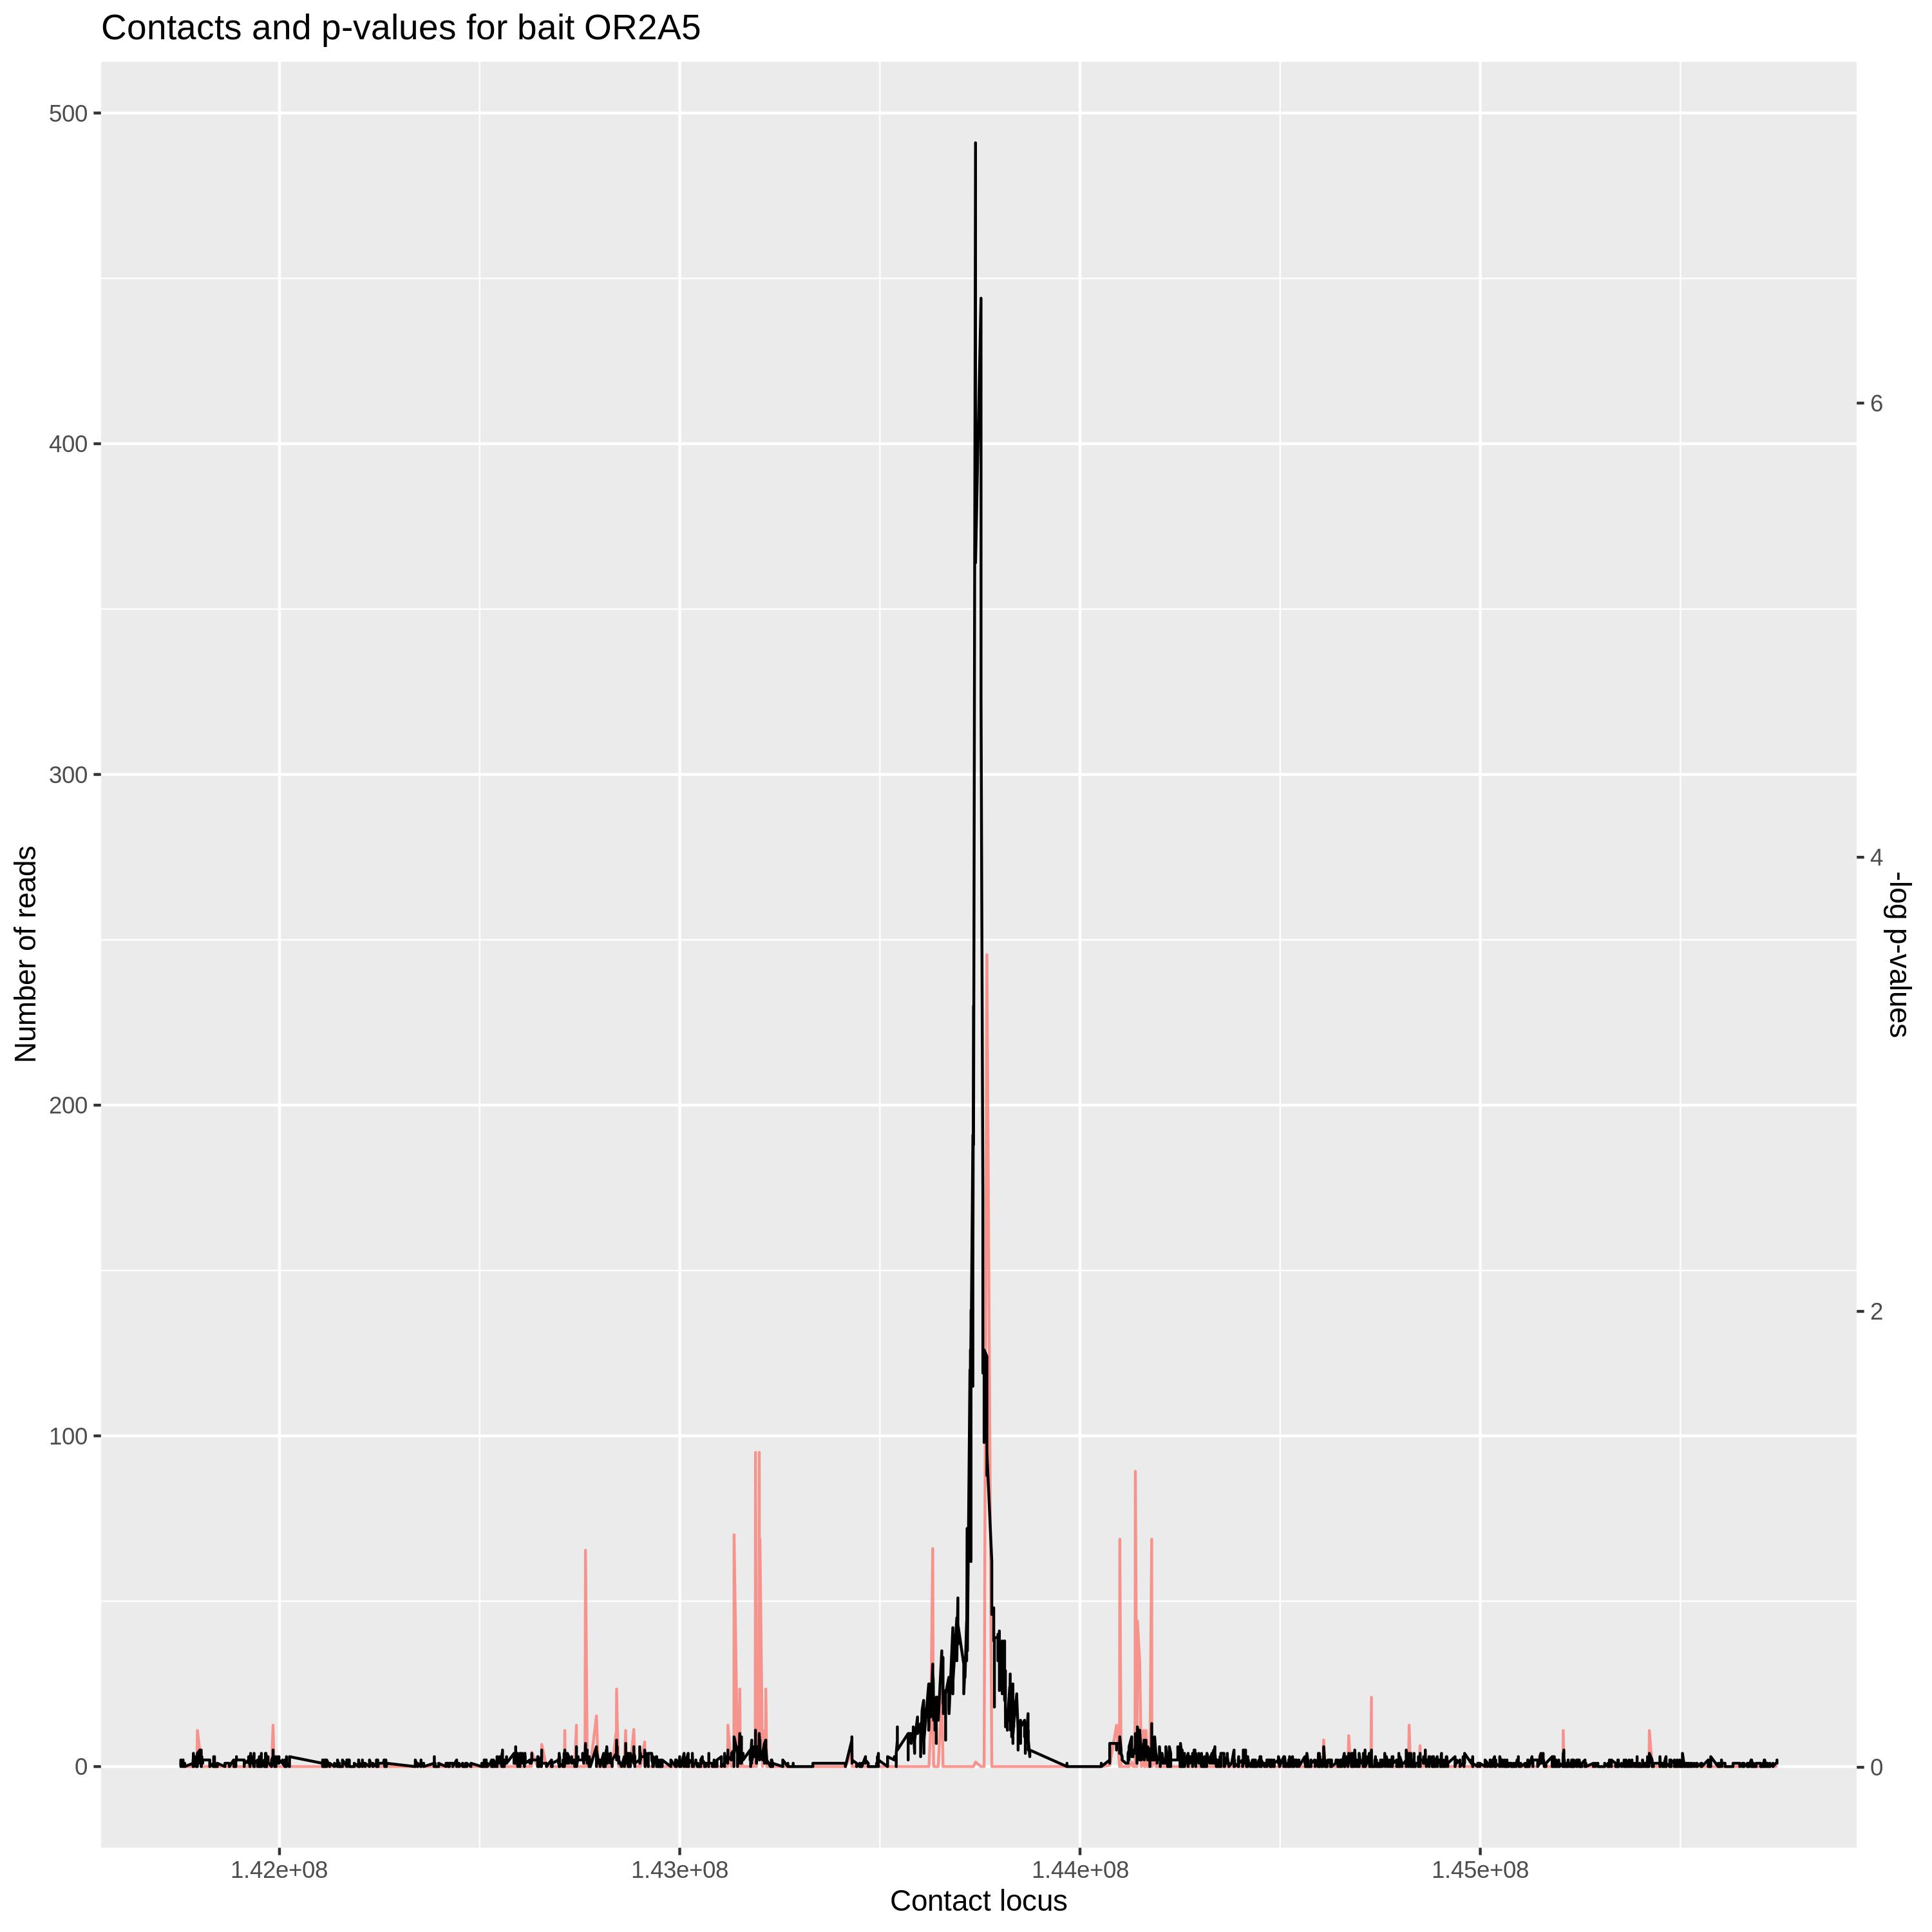 Contacts and p-values for bait OR2A5
500
400
300
200
100
0
Number of reads
6
4
2
0
-log p-values
1.42e+08
1.43e+08
1.44e+08
1.45e+08
Contact locus